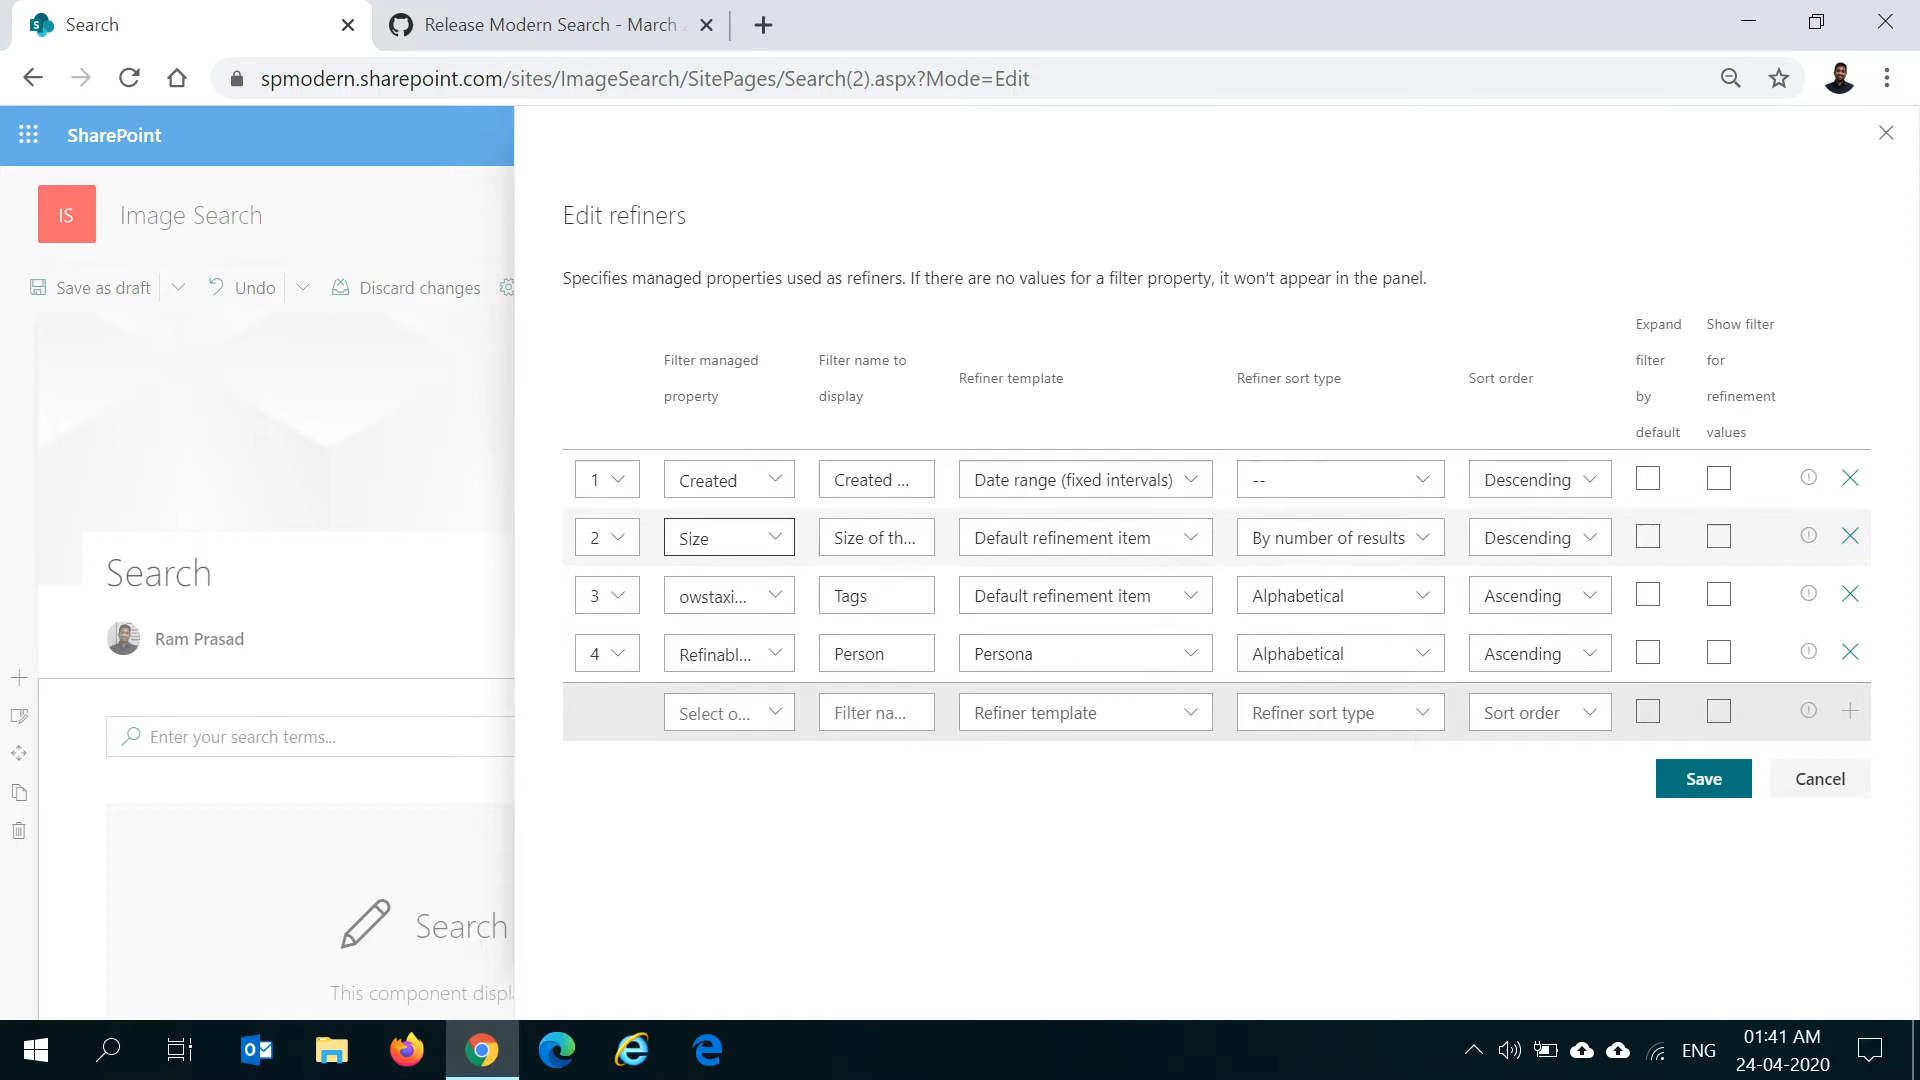 Search
Release Modern Search - March
spmodern.sharepoint.com/sites/ImageSearch/SitePages/Search(2).aspx?Mode=Edit
SharePoint
IS
Image Search
Save as draft
Undo
Discard changes
Search
Ram Prasad
Enter your search terms...
Search
This component displ
Edit refiners
Specifies managed properties used as refiners. If there are no values for a filter property, it won't appear in the panel.
Filter managed
property
Filter name to
display
Refiner template
Refiner sort type
Sort order
Expand
filter
by
default
Show filter
for
refinement
values
1 Created Created ... Date range (fixed intervals) -- Descending
2 Size Size of th... Default refinement item By number of results Descending
3 owstaxi... Tags Default refinement item Alphabetical Ascending
4 Refinabl... Person Persona Alphabetical Ascending
Select o... Filter na... Refiner template Refiner sort type Sort order
Save Cancel
ENG
01:41 AM
24-04-2020